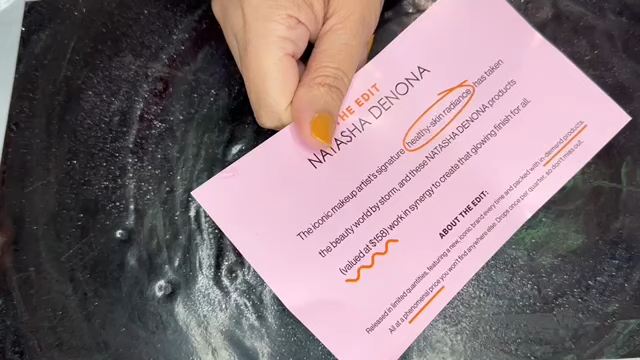 THE EDIT
NATASHA DENONA
The iconic makeup artist's signature healthy-skin radiance has taken
the beauty world by storm, and these NATASHA DENONA products
(valued at $158) work in synergy to create that glowing finish for all.
ABOUT THE EDIT:
Released in limited quantities, featuring a new, iconic brand every time and packed with in-demand products.
All at a phenomenal price you won't find anywhere else. Drops once per quarter, so don't miss out.